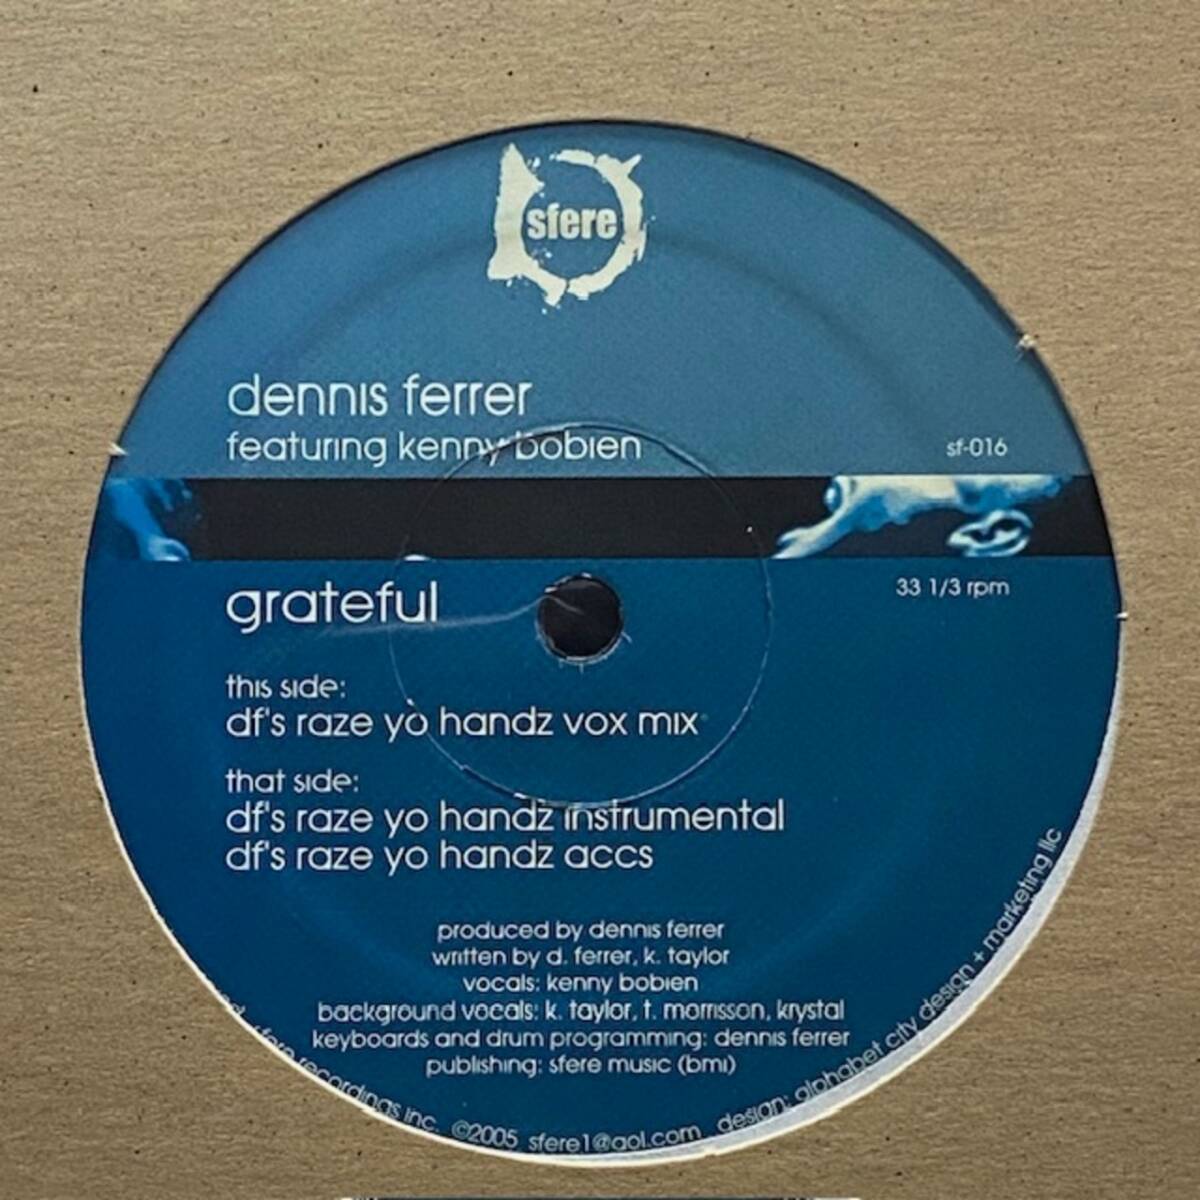 sfere
dennis ferrer
featuring kenny bobien
sf-016
grateful
33 1/3 rpm
this side:
df's raze yo handz vox mix
that side:
df's raze yo handz instrumental
df's raze yo handz accs
produced by dennis ferrer
written by d. ferrer, k. taylor
vocals: kenny bobien
background vocals: k. taylor, t. morrisson, krystal
keyboards and drum programming: dennis ferrer
publishing: sfere music (bmi)
sfere recordings inc. ©2005 sfere1@aol.com design: alphabet city design + marketing llc